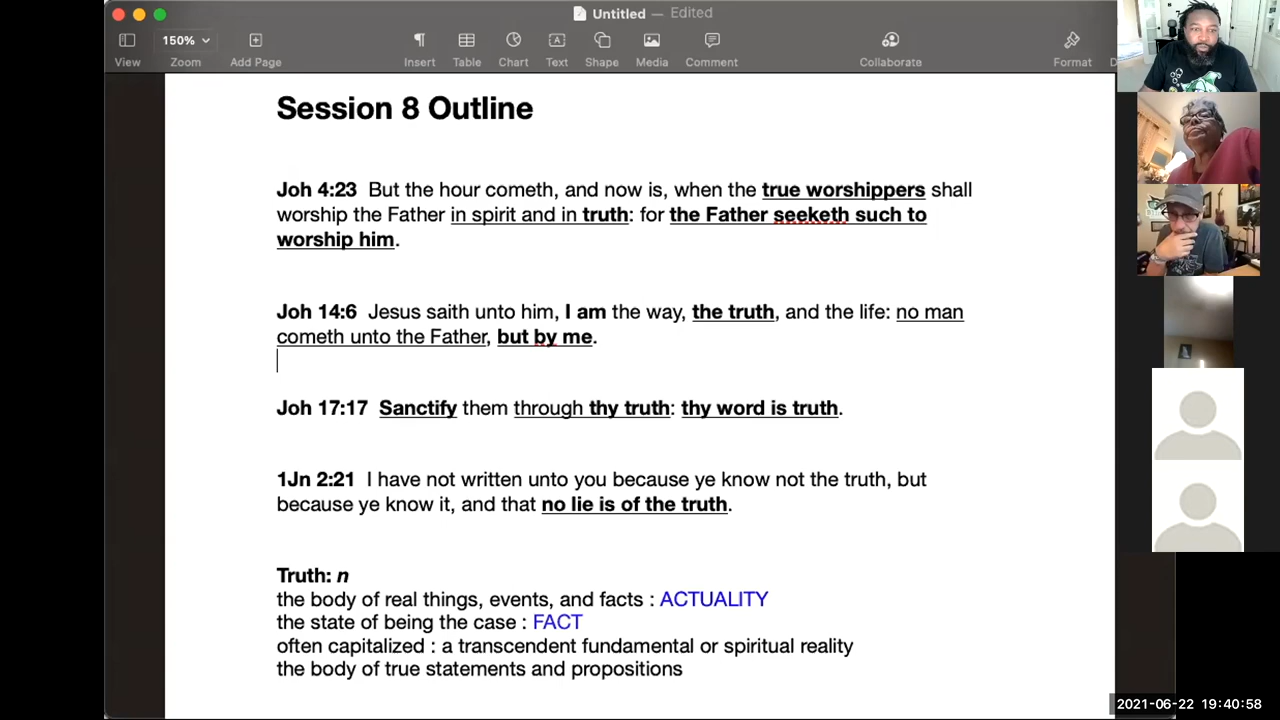 Untitled — Edited
150%
View Zoom Add Page Insert Table Chart Text Shape Media Comment Collaborate Format
Session 8 Outline
Joh 4:23 But the hour cometh, and now is, when the true worshippers shall
worship the Father in spirit and in truth: for the Father seeketh such to
worship him.
Joh 14:6 Jesus saith unto him, I am the way, the truth, and the life: no man
cometh unto the Father, but by me.
Joh 17:17 Sanctify them through thy truth: thy word is truth.
1Jn 2:21 I have not written unto you because ye know not the truth, but
because ye know it, and that no lie is of the truth.
Truth: n
the body of real things, events, and facts : ACTUALITY
the state of being the case : FACT
often capitalized : a transcendent fundamental or spiritual reality
the body of true statements and propositions
2021-06-22 19:40:58